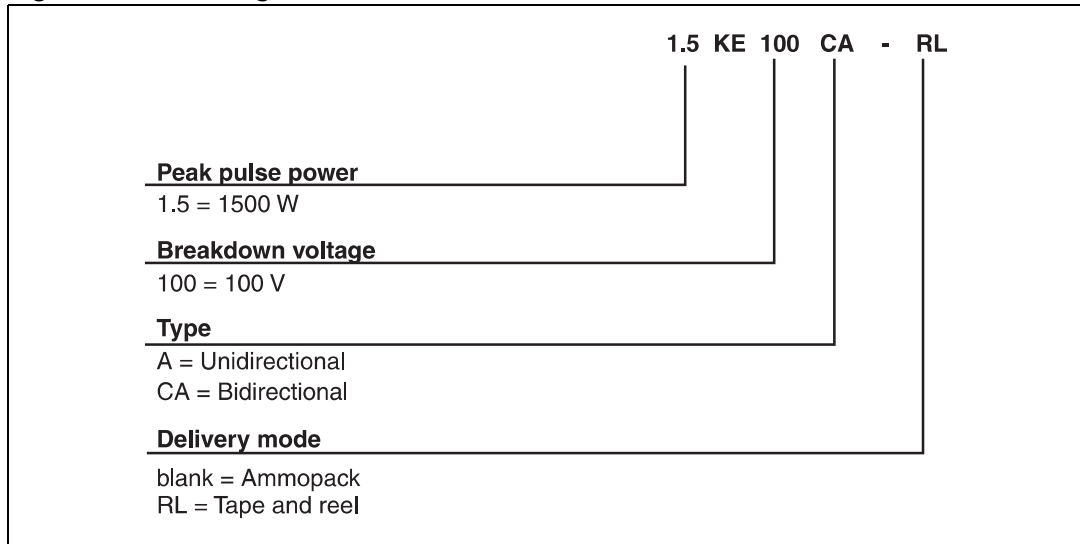 1.5 KE 100 CA - RL
Peak pulse power
1.5 = 1500 W
Breakdown voltage
100 = 100 V
Type
A = Unidirectional
CA = Bidirectional
Delivery mode
blank = Ammopack
RL = Tape and reel